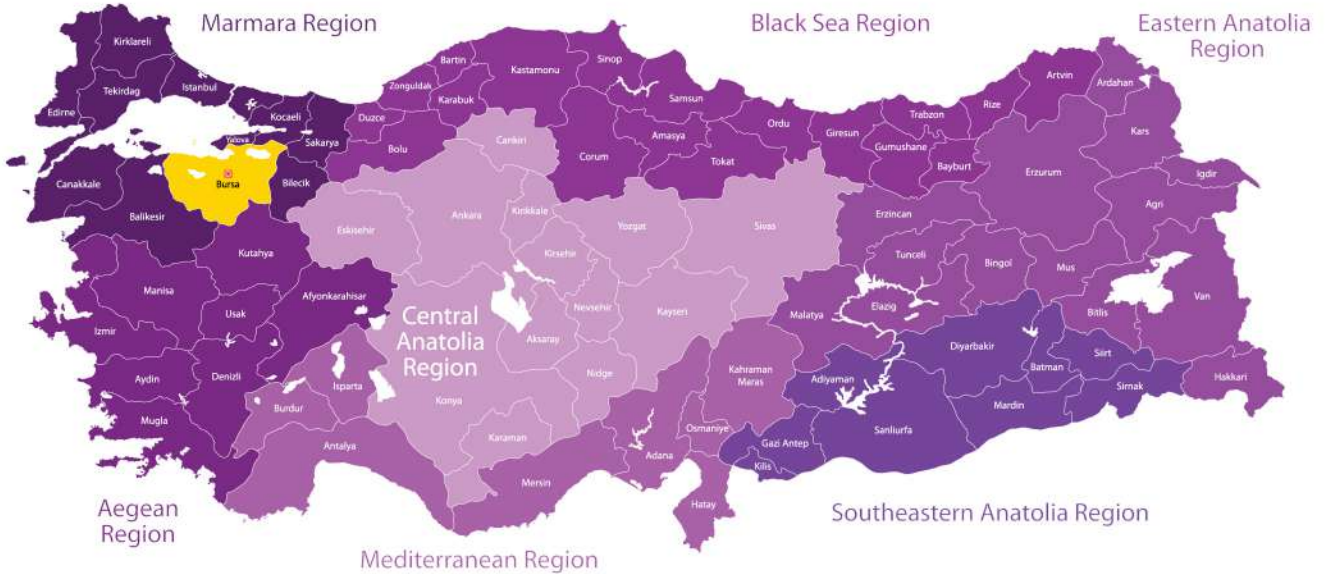 Marmara Region
Black Sea Region
Eastern Anatolia
Region
Kirklareli
Edirne
Tekirdag
Istanbul
Kocaeli
Yalova
Sakarya
Canakkale
Bursa
Bilecik
Balikesir
Duzce
Zonguldak
Bartin
Karabuk
Bolu
Kastamonu
Sinop
Samsun
Corum
Amasya
Tokat
Ordu
Giresun
Gumushane
Trabzon
Bayburt
Rize
Artvin
Ardahan
Kars
Igdir
Erzurum
Agri
Erzincan
Tunceli
Bingol
Mus
Bitlis
Van
Hakkari
Elazig
Malatya
Cankiri
Ankara
Kirikkale
Eskisehir
Kirsehir
Yozgat
Sivas
Nevsehir
Kayseri
Aksaray
Nidge
Konya
Karaman
Central
Anatolia
Region
Kutahya
Manisa
Usak
Afyonkarahisar
Izmir
Aydin
Denizli
Mugla
Burdur
Isparta
Antalya
Mersin
Adana
Osmaniye
Kahraman
Maras
Hatay
Adiyaman
Diyarbakir
Batman
Siirt
Sirnak
Mardin
Sanliurfa
Gazi Antep
Kilis
Aegean
Region
Mediterranean Region
Southeastern Anatolia Region